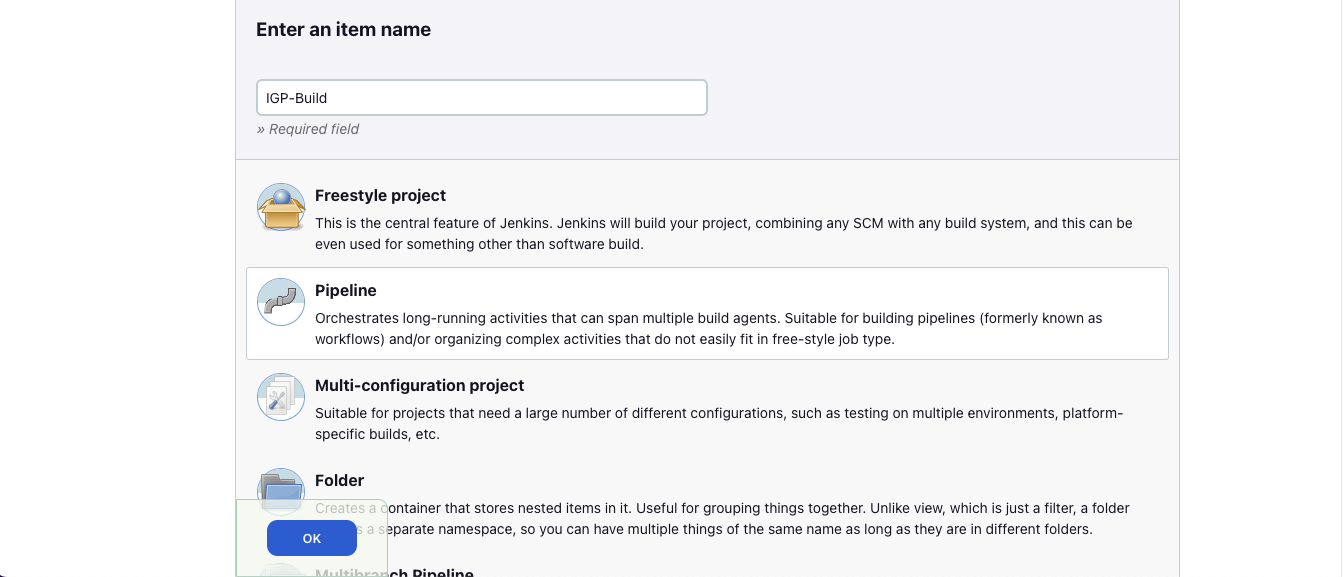 Enter an item name
IGP-Build
» Required field
Freestyle project
This is the central feature of Jenkins. Jenkins will build your project, combining any SCM with any build system, and this can be
even used for something other than software build.
Pipeline
Orchestrates long-running activities that can span multiple build agents. Suitable for building pipelines (formerly known as
workflows) and/or organizing complex activities that do not easily fit in free-style job type.
Multi-configuration project
Suitable for projects that need a large number of different configurations, such as testing on multiple environments, platform-
specific builds, etc.
Folder
Creates a container that stores nested items in it. Useful for grouping things together. Unlike view, which is just a filter, a folder
a separate namespace, so you can have multiple things of the same name as long as they are in different folders.
OK
Multibranch Pipeline